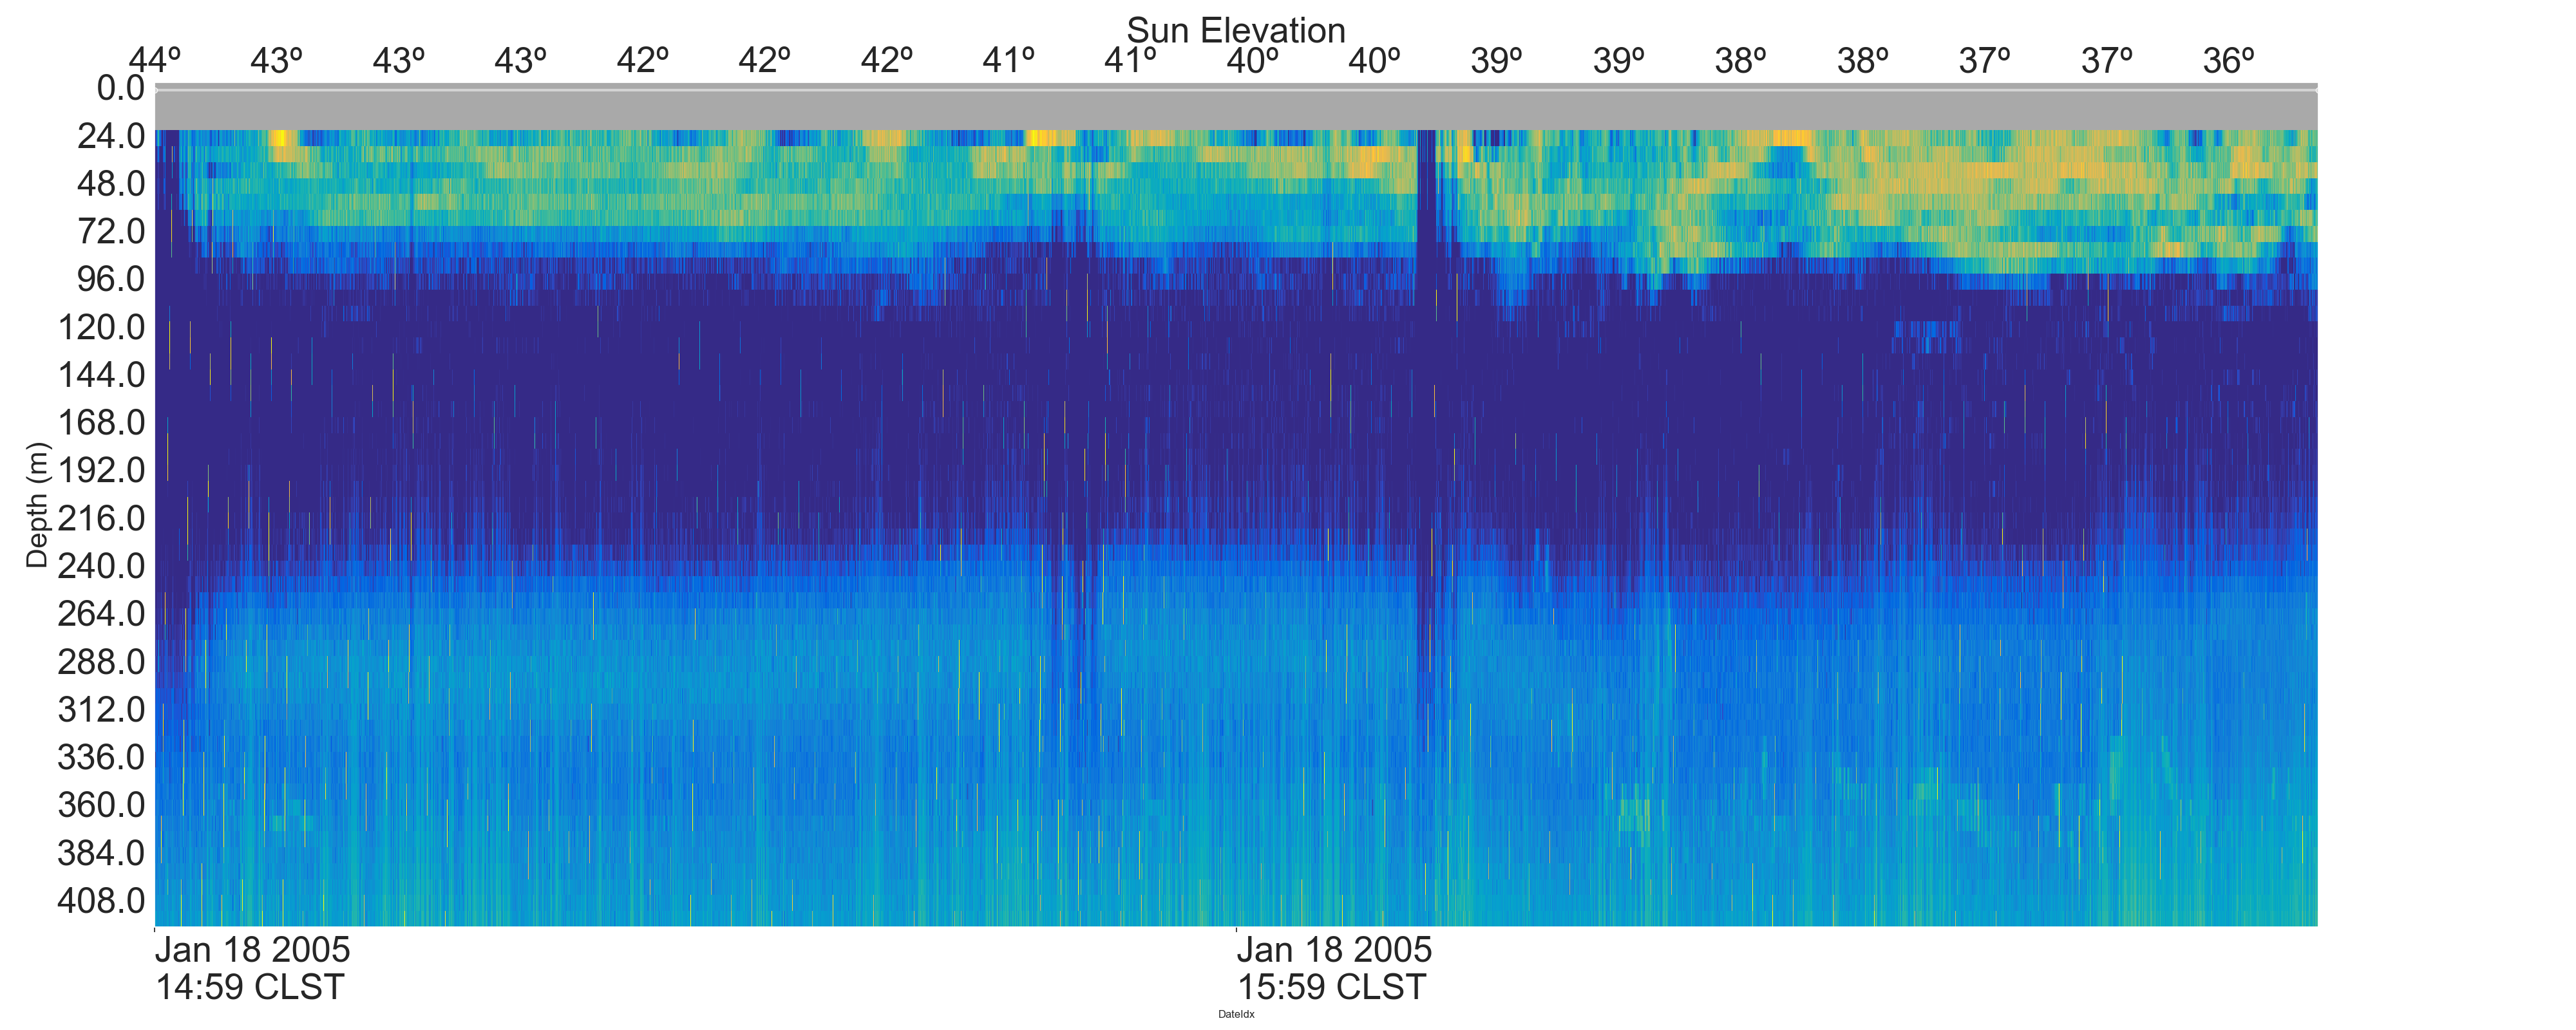 Sun Elevation
44º 43º 43º 43º 42º 42º 42º 41º 41º 40º 40º 39º 39º 38º 38º 37º 37º 36º
0.0
24.0
48.0
72.0
96.0
120.0
144.0
168.0
192.0
216.0
240.0
264.0
288.0
312.0
336.0
360.0
384.0
408.0
Depth (m)
Jan 18 2005
14:59 CLST
Jan 18 2005
15:59 CLST
DateIdx